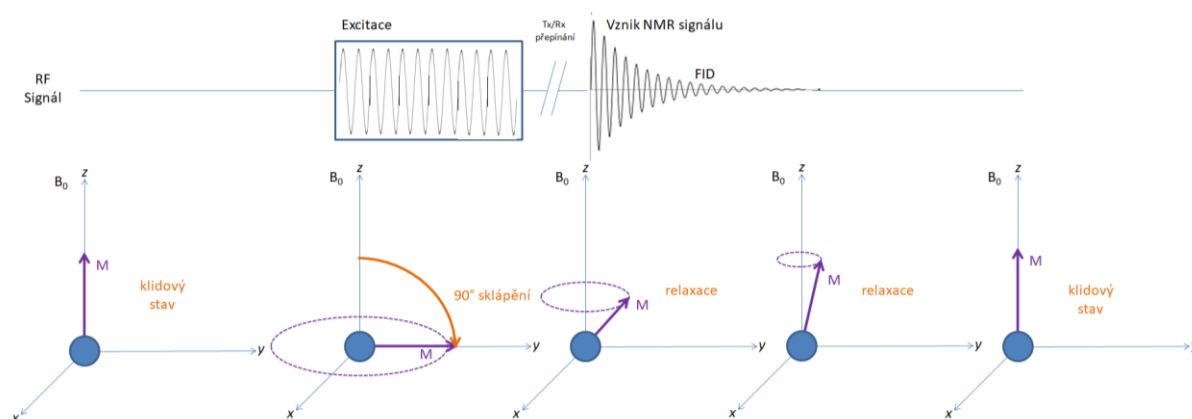 Excitace
Tx/Rx
přepínání
Vznik NMR signálu
RF
Signál
FID
z
B0
M
klidový
stav
y
x
z
B0
90° sklápění
M
y
x
z
B0
M
relaxace
y
x
z
B0
M
relaxace
y
x
z
B0
M
klidový
stav
x